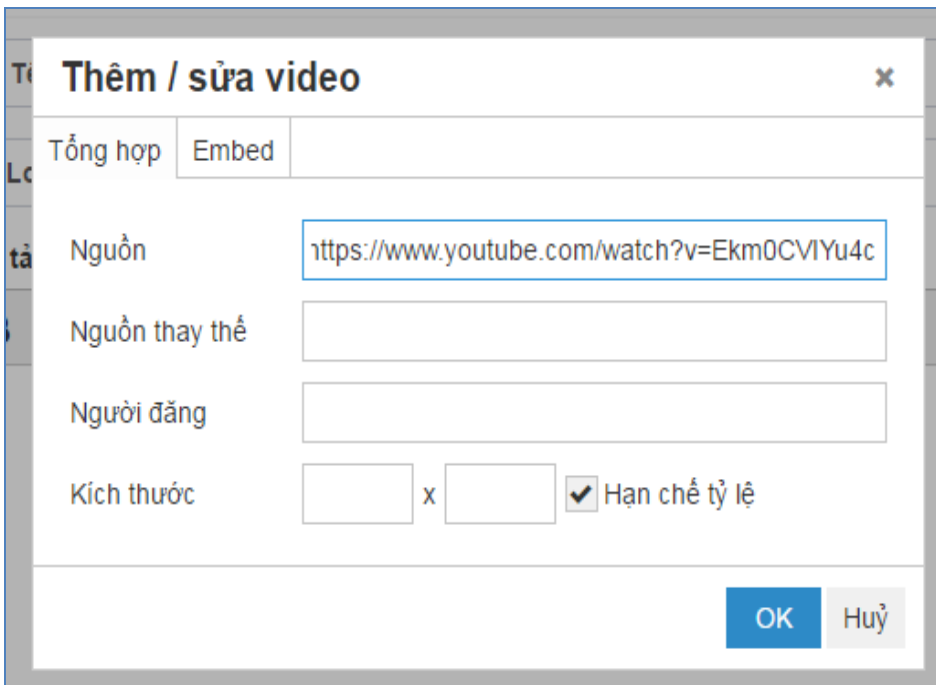 Thêm / sửa video
Tổng hợp Embed
Nguồn https://www.youtube.com/watch?v=Ekm0CVIYu4c
Nguồn thay thế
Người đăng
Kích thước x Hạn chế tỷ lệ
OK Huỷ